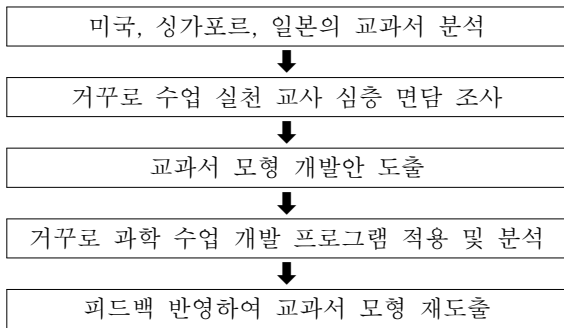 미국, 싱가포르, 일본의 교과서 분석
거꾸로 수업 실천 교사 심층 면담 조사
교과서 모형 개발안 도출
거꾸로 과학 수업 개발 프로그램 적용 및 분석
피드백 반영하여 교과서 모형 재도출